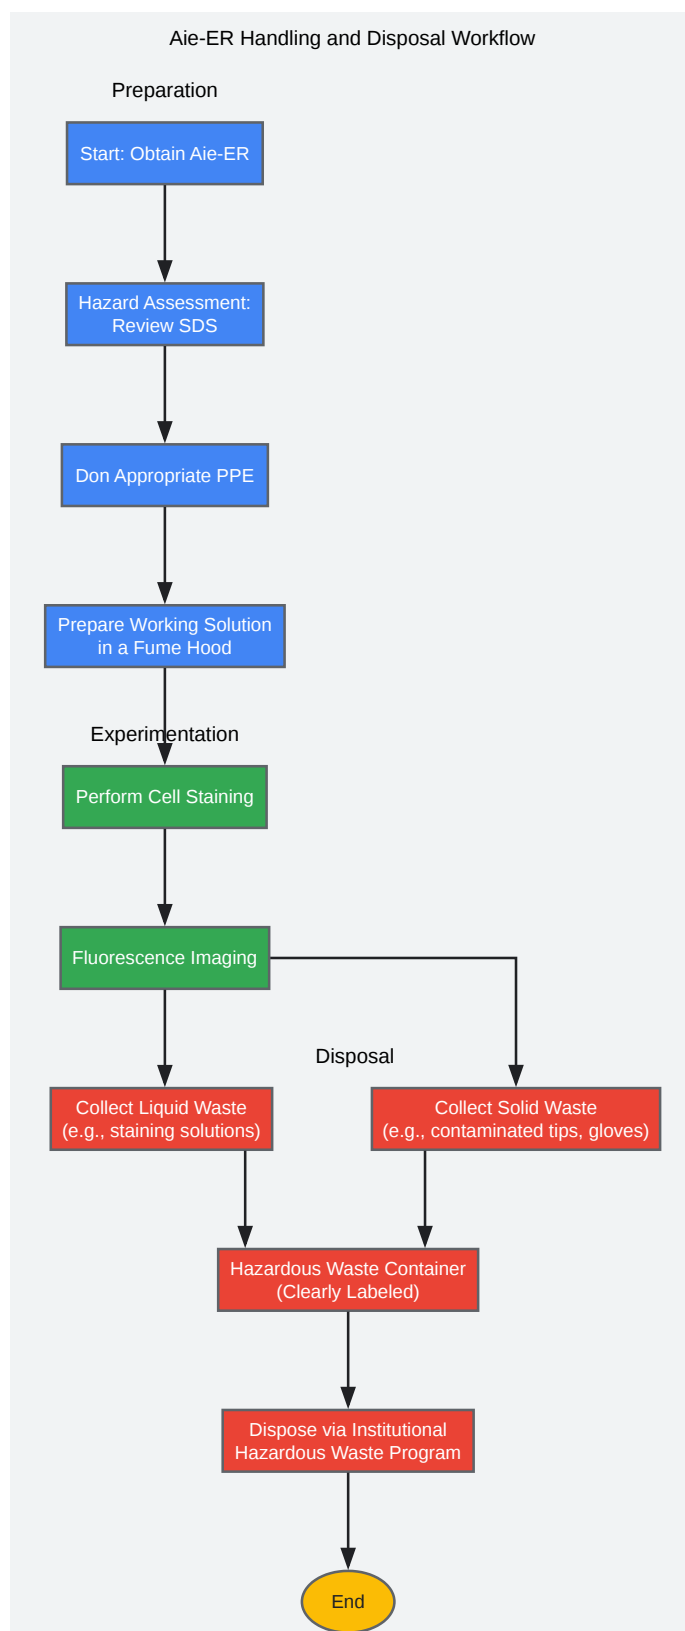 Aie-ER Handling and Disposal Workflow
Preparation
Start: Obtain Aie-ER
Hazard Assessment:
Review SDS
Don Appropriate PPE
Prepare Working Solution
in a Fume Hood
Experimentation
Perform Cell Staining
Fluorescence Imaging
Disposal
Collect Liquid Waste
(e.g., staining solutions)
Collect Solid Waste
(e.g., contaminated tips, gloves)
Hazardous Waste Container
(Clearly Labeled)
Dispose via Institutional
Hazardous Waste Program
End